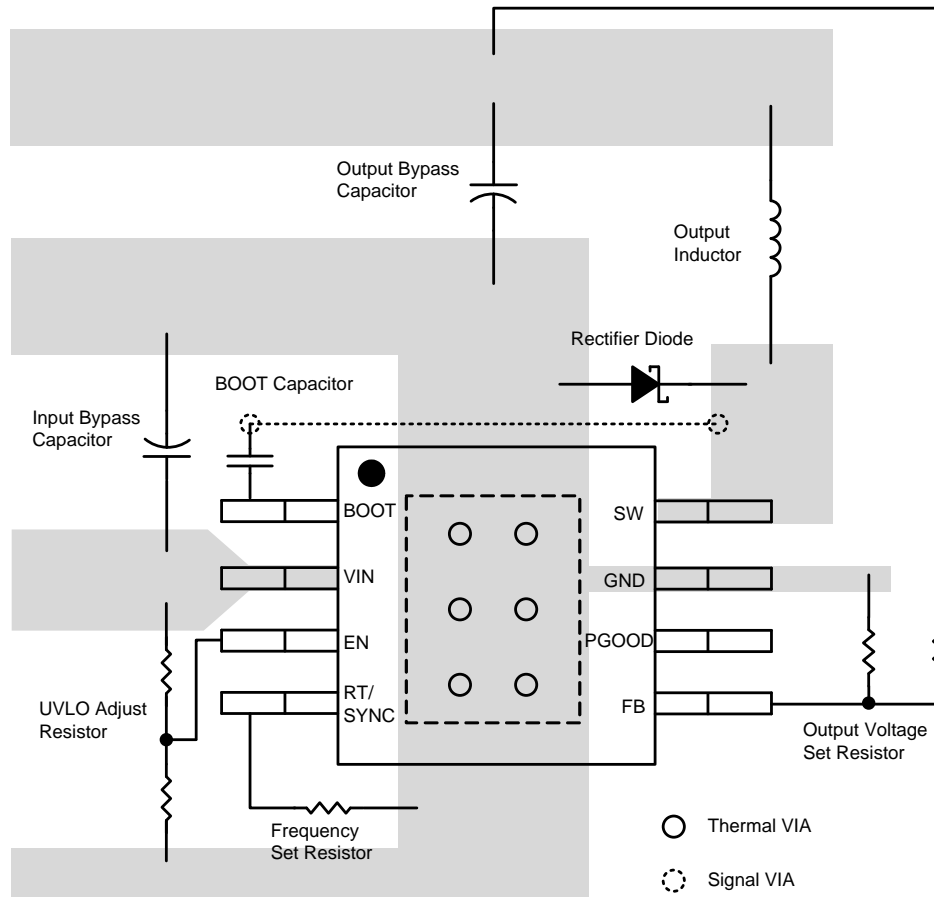 Output Bypass
Capacitor
Output
Inductor
Rectifier Diode
BOOT Capacitor
Input Bypass
Capacitor
BOOT
SW
VIN
GND
EN
PGOOD
RT/
SYNC
FB
UVLO Adjust
Resistor
Output Voltage
Set Resistor
Frequency
Set Resistor
Thermal VIA
Signal VIA